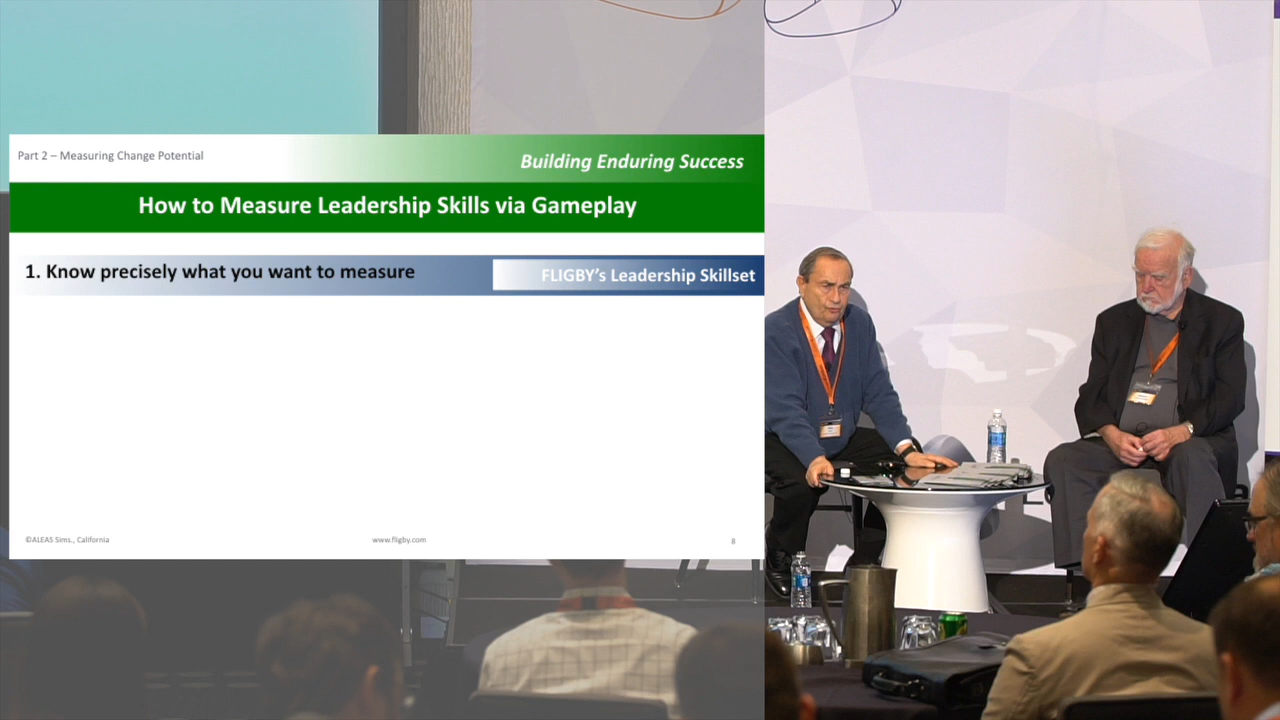 Part 2 – Measuring Change Potential
Building Enduring Success
How to Measure Leadership Skills via Gameplay
1. Know precisely what you want to measure
FLIGBY’s Leadership Skillset
©ALEAS Sims., California
www.fligby.com
8